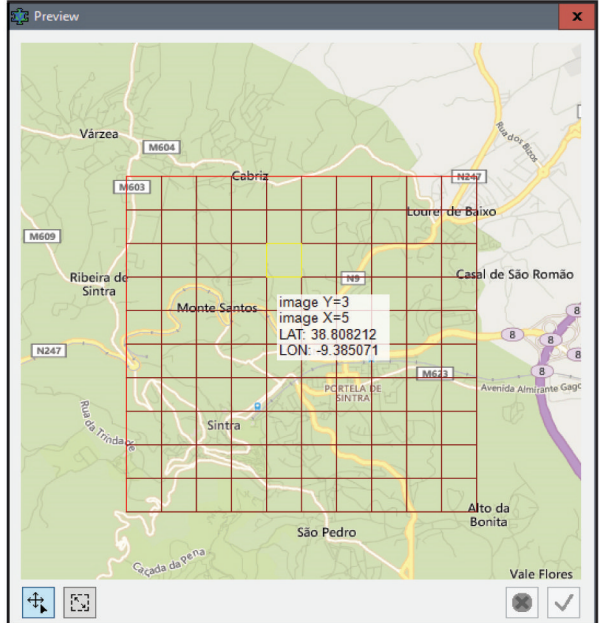 Preview
Várzea
M604
Rua dos Bizos
Cabriz
N247
M603
Lourel de Baixo
M609
Ribeira de
Sintra
N9
Casal de São Romão
Monte Santos
image Y=3
image X=5
LAT: 38.808212
LON: -9.385071
8
8
8
8
8
N247
M623
PORTELA DE
SINTRA
Avenida Almirante Gago
Rua da Trindade
Sintra
Alto da
Bonita
São Pedro
Caçada da Pena
Vale Flores